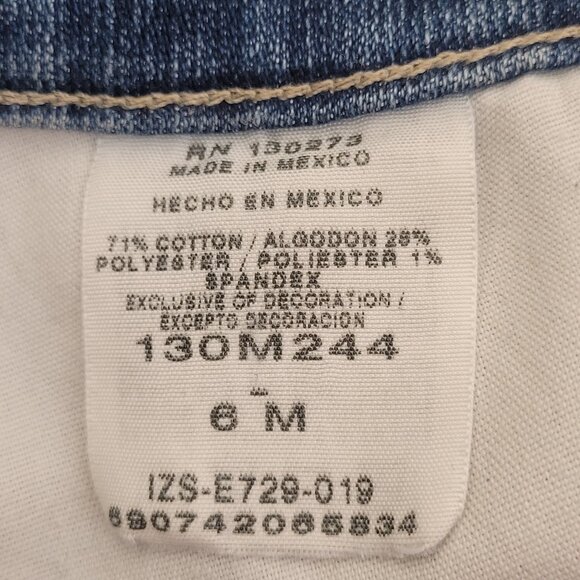 RN 130273
MADE IN MEXICO
HECHO EN MEXICO
71% COTTON / ALGODON 28%
POLYESTER / POLIESTER 1%
SPANDEX
EXCLUSIVE OF DECORATION /
EXCEPTO DECORACION
130M244
6 M
IZS-E729-019
690742065834